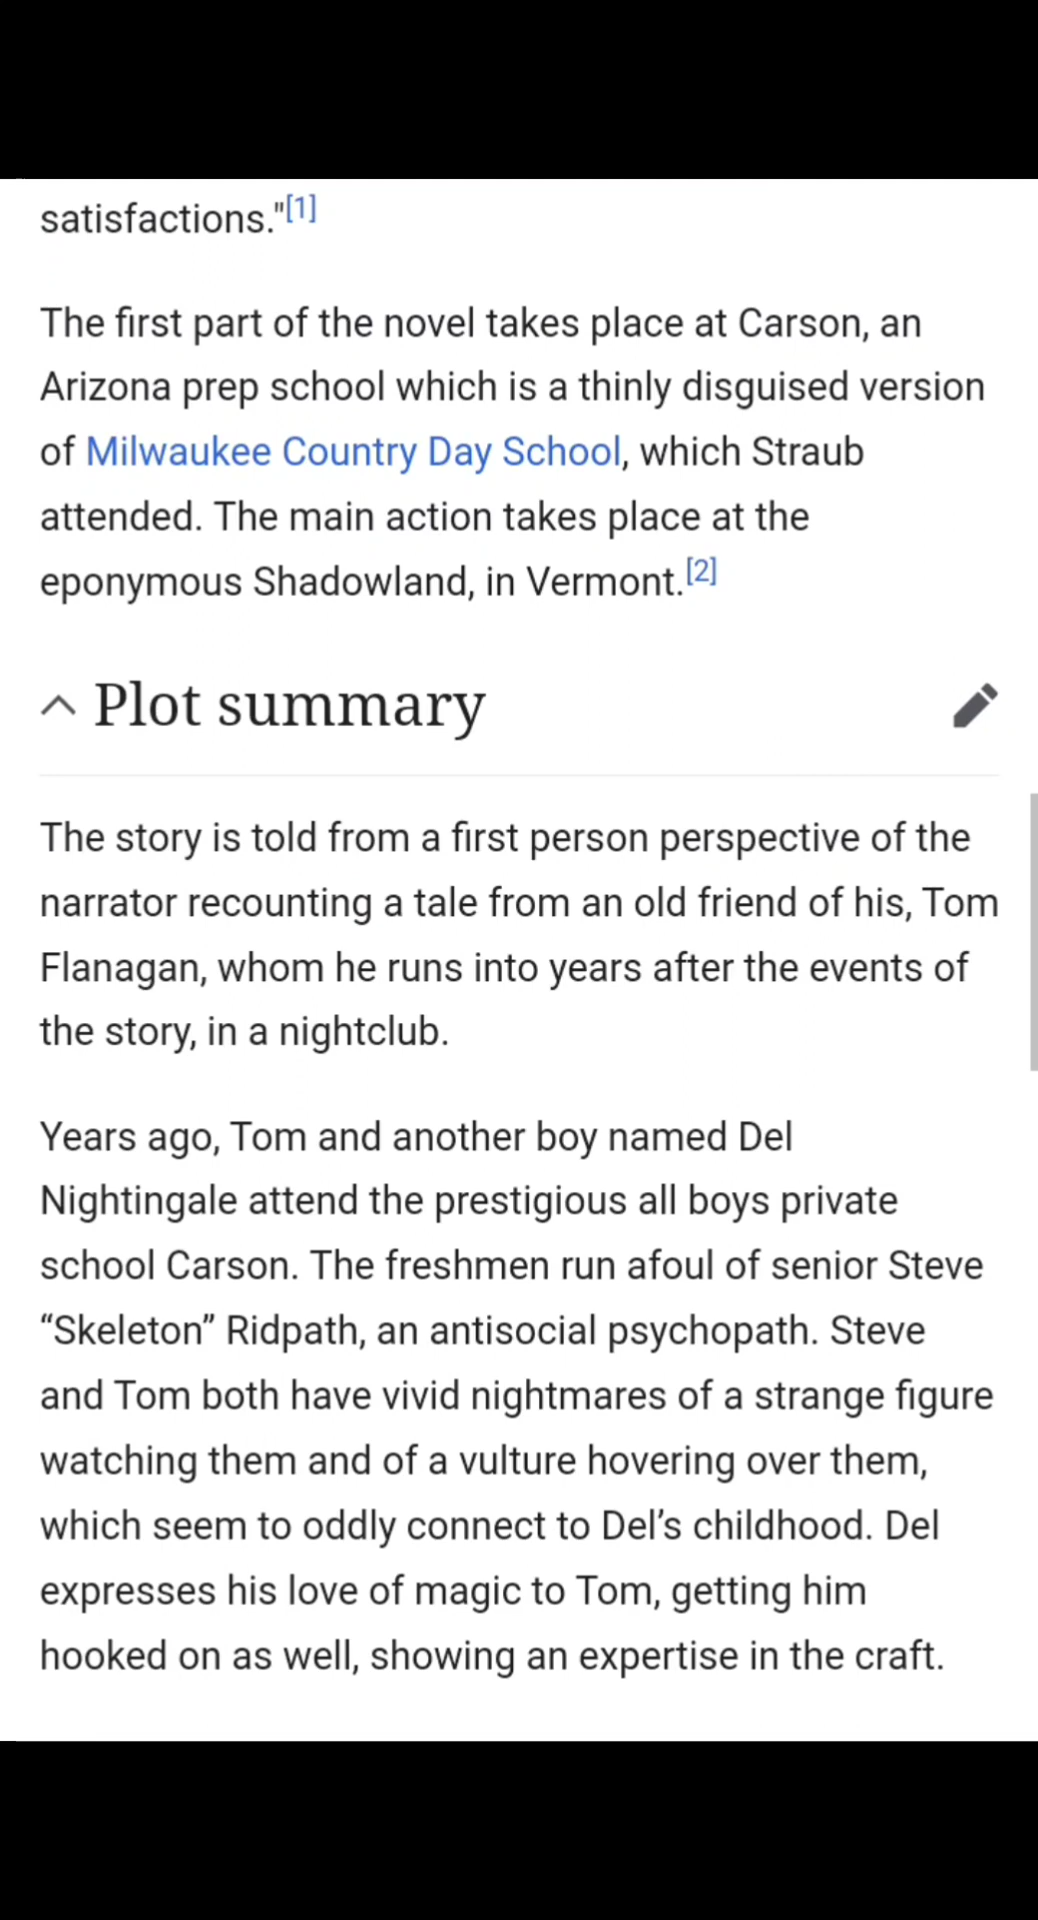 satisfactions."[1]
The first part of the novel takes place at Carson, an
Arizona prep school which is a thinly disguised version
of Milwaukee Country Day School, which Straub
attended. The main action takes place at the
eponymous Shadowland, in Vermont.[2]
Plot summary
The story is told from a first person perspective of the
narrator recounting a tale from an old friend of his, Tom
Flanagan, whom he runs into years after the events of
the story, in a nightclub.
Years ago, Tom and another boy named Del
Nightingale attend the prestigious all boys private
school Carson. The freshmen run afoul of senior Steve
“Skeleton” Ridpath, an antisocial psychopath. Steve
and Tom both have vivid nightmares of a strange figure
watching them and of a vulture hovering over them,
which seem to oddly connect to Del’s childhood. Del
expresses his love of magic to Tom, getting him
hooked on as well, showing an expertise in the craft.